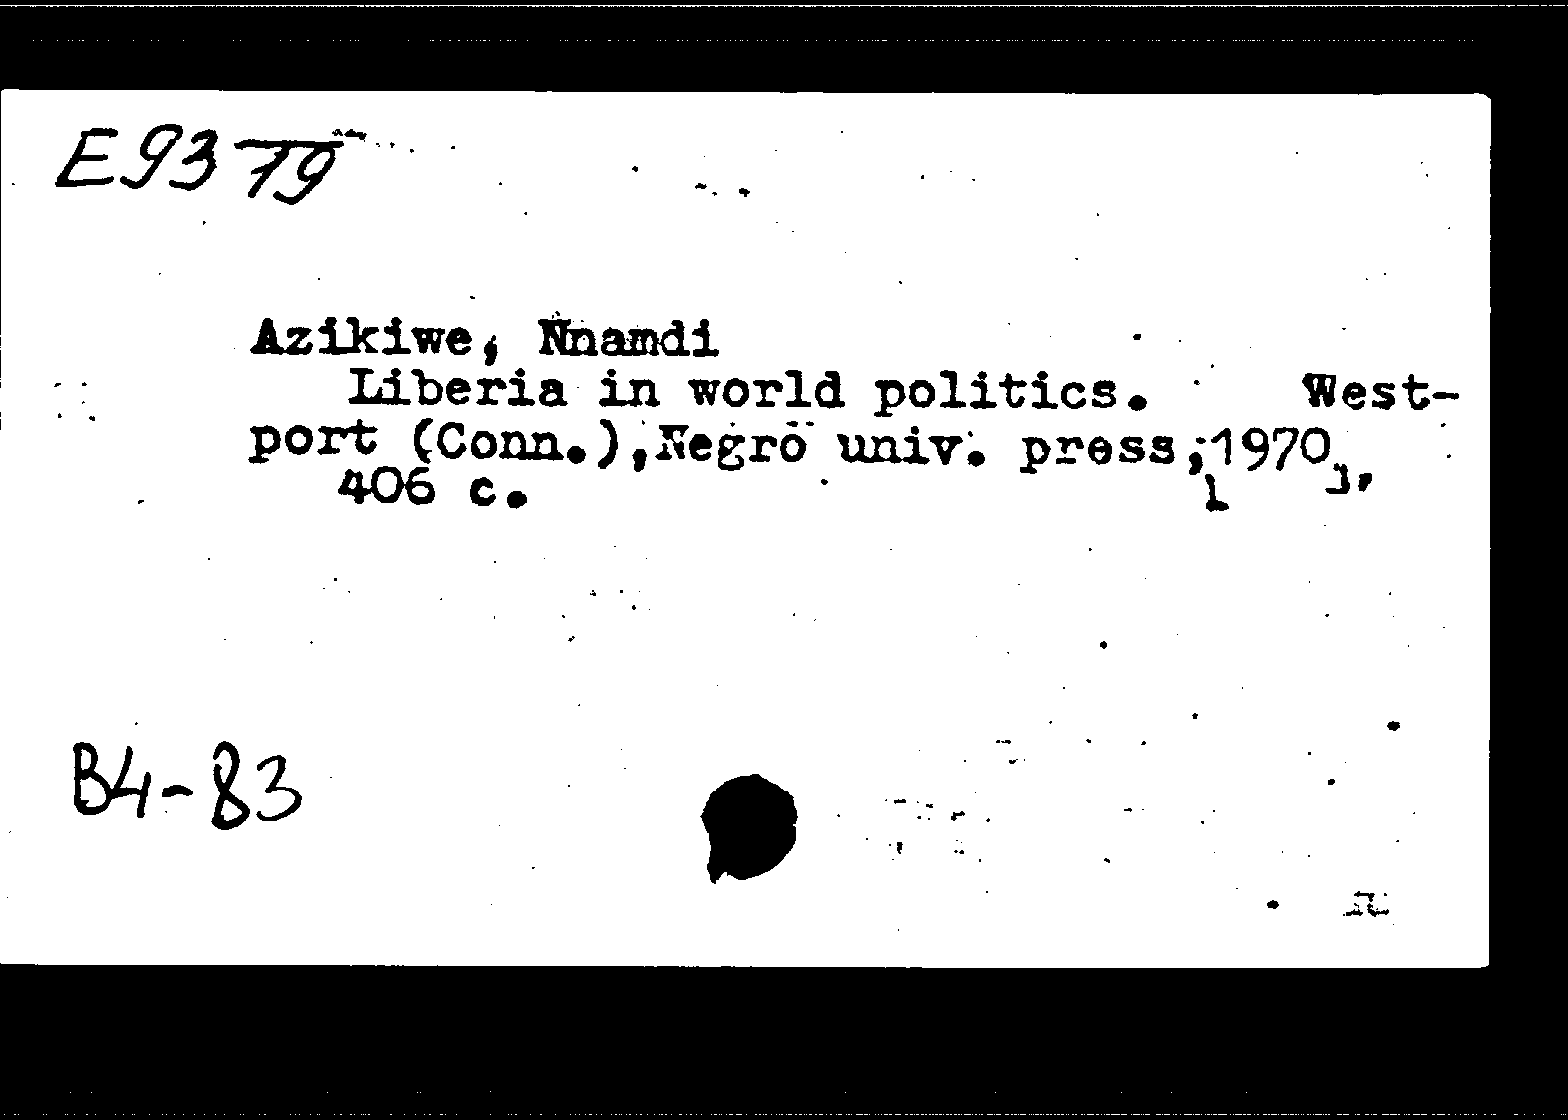 E93 79
Azikiwe, Nnamdi
Liberia in world politics. West-
port (Conn.), Negro univ. press, [1970],
406 c.
B4-83